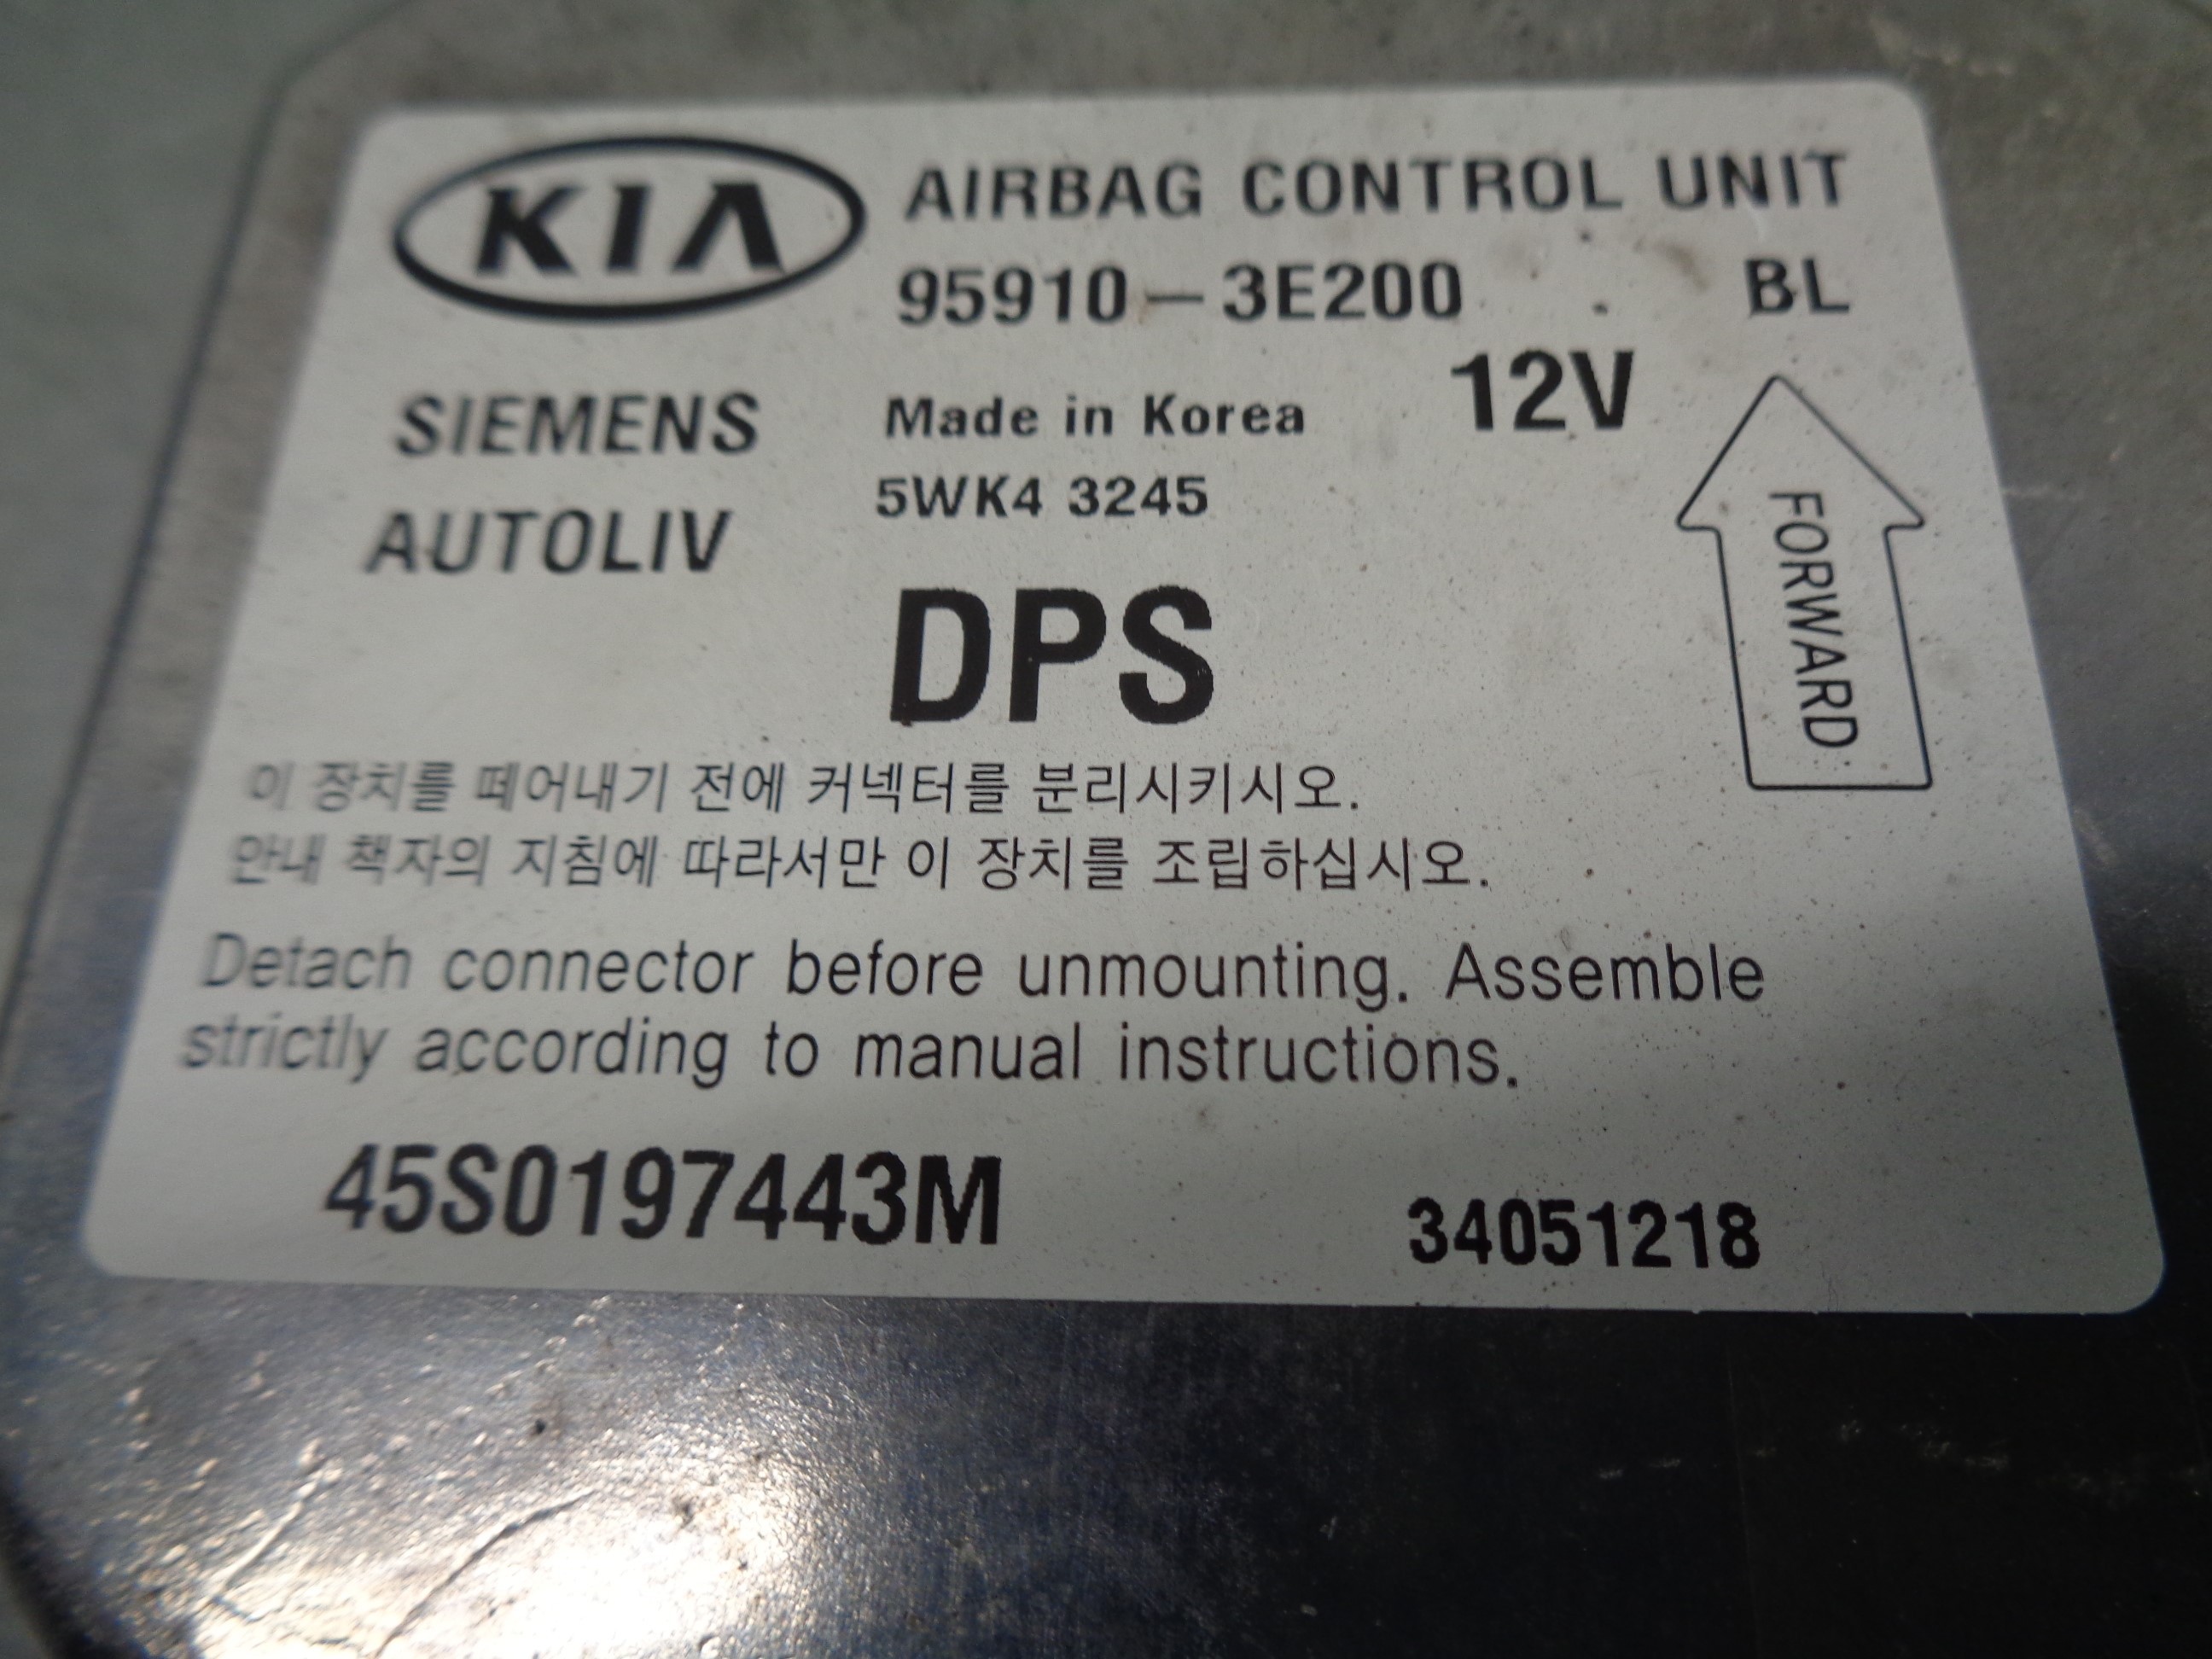 KIA
AIRBAG CONTROL UNIT
95910-3E200 BL
SIEMENS
AUTOLIV
Made in Korea 12V
5WK4 3245
FORWARD
DPS
이 장치를 떼어내기 전에 커넥터를 분리시키시오.
안내 책자의 지침에 따라서만 이 장치를 조립하십시오.
Detach connector before unmounting. Assemble
strictly according to manual instructions.
45S0197443M 34051218